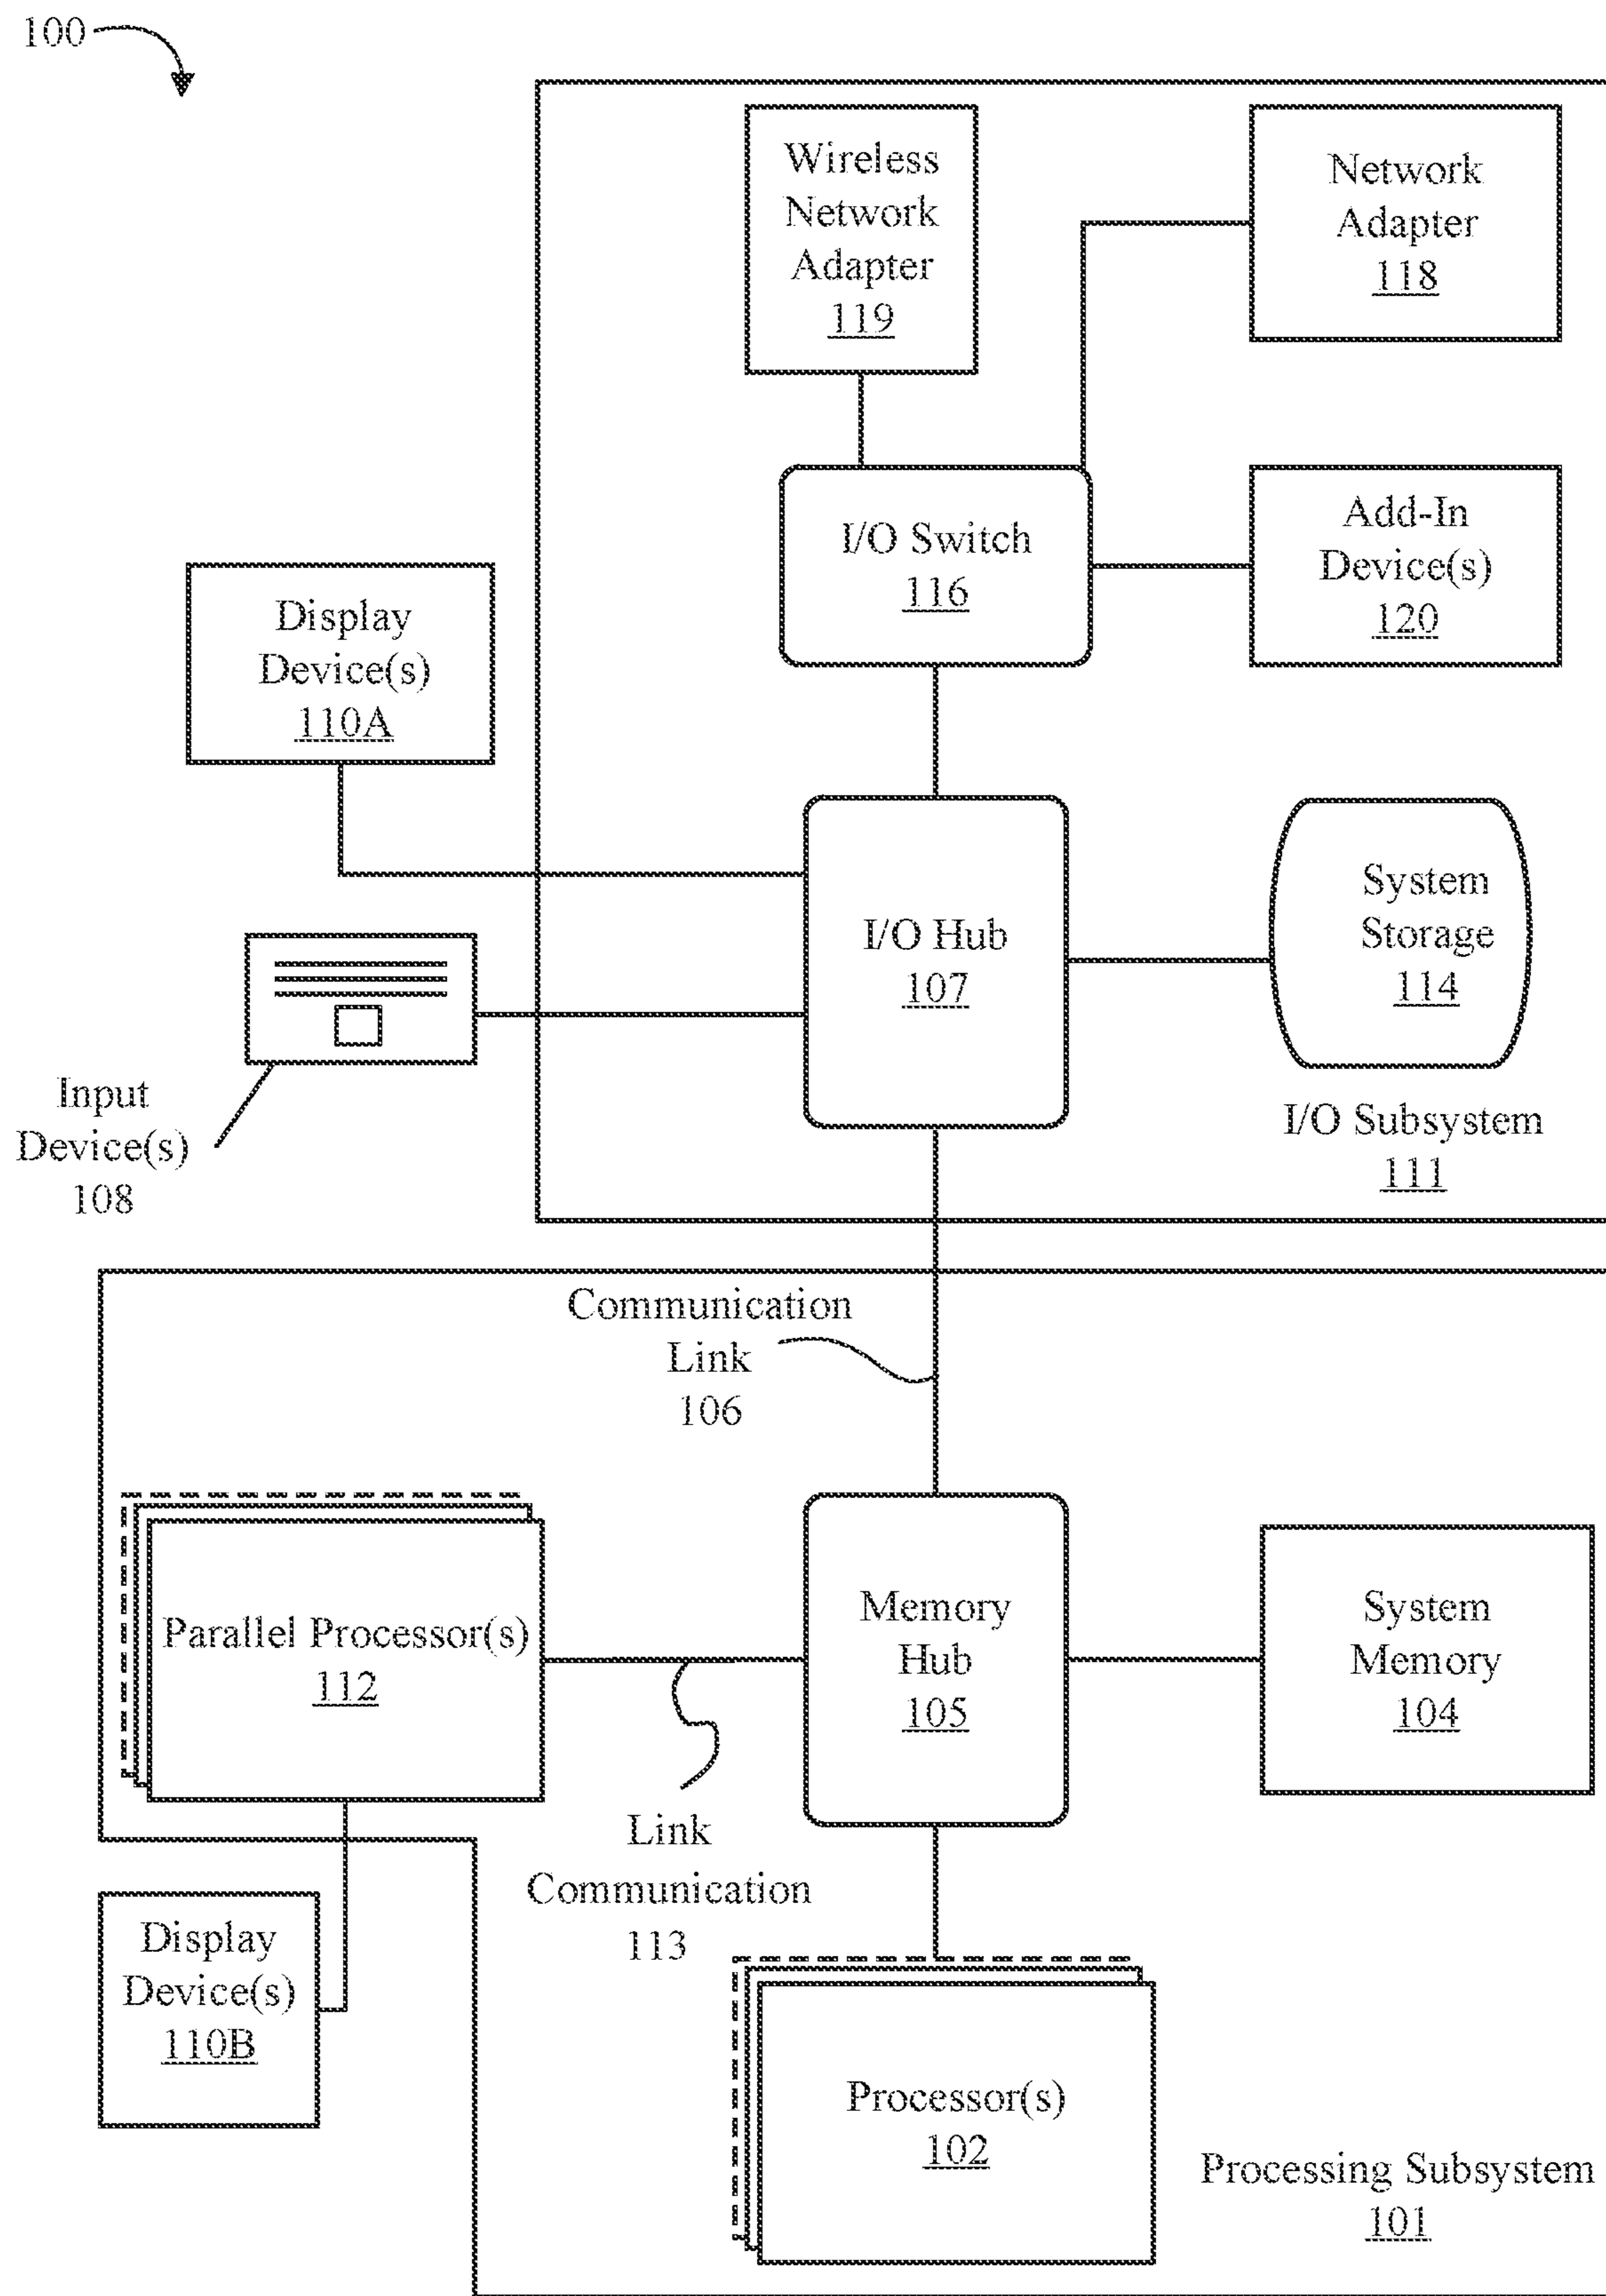 100
Wireless
Network
Adapter
119
Network
Adapter
118
I/O Switch
116
Add-In
Device(s)
120
Display
Device(s)
110A
I/O Hub
107
System
Storage
114
Input
Device(s)
108
I/O Subsystem
111
Communication
Link
106
Parallel Processor(s)
112
Memory
Hub
105
System
Memory
104
Link
Communication
113
Display
Device(s)
110B
Processor(s)
102
Processing Subsystem
101